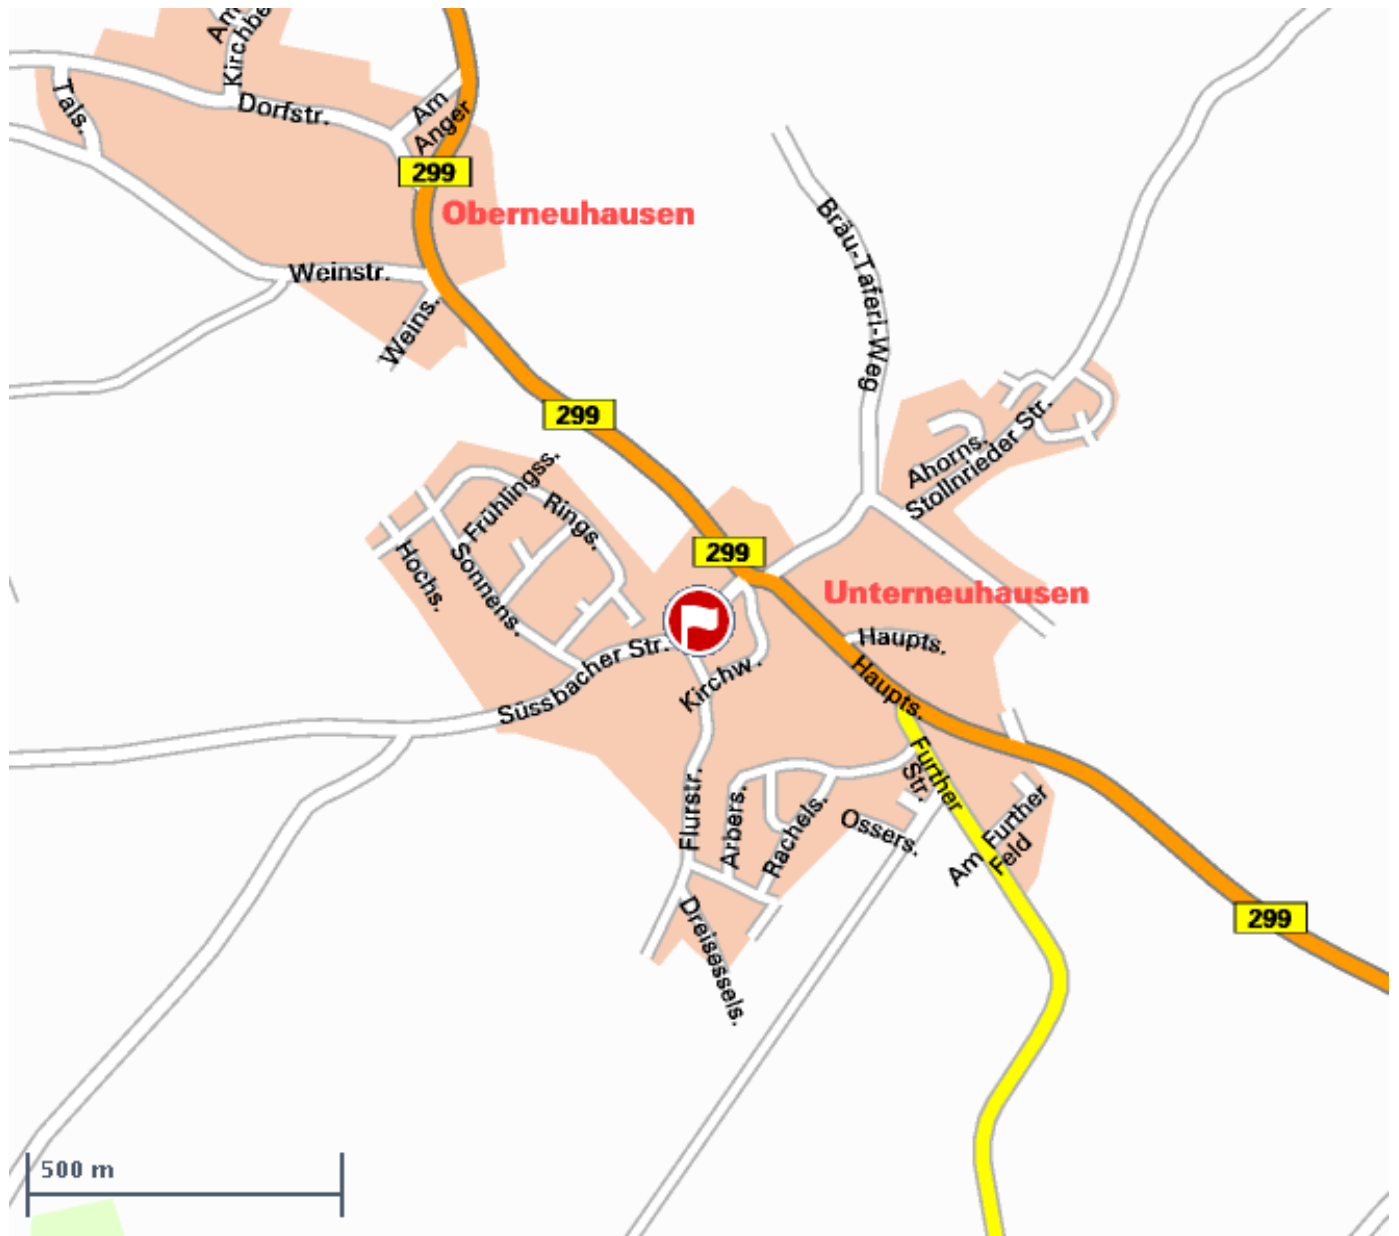 Am
Kirchbe
Tals.
Dorfstr.
Am
Anger
299
Oberneuhausen
Weinstr.
Weins.
Bräu-Taferl-Weg
299
Ahorns.
Stollnrieder Str.
Frühlingss.
Rings.
Hochs.
Sonnens.
299
Unterneuhausen
Haupts.
Süssbacher Str.
Kirchw.
Haupts.
Further
Str.
Flurstr.
Arbers.
Rachels.
Ossers.
Am Further
Feld
Dreisessels.
299
500 m